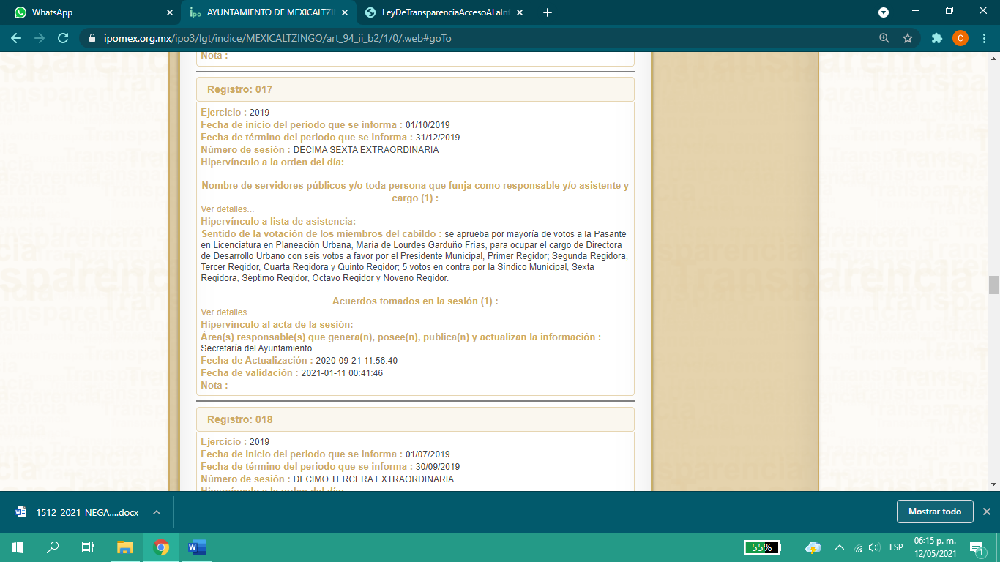 WhatsApp
AYUNTAMIENTO DE MEXICALTZI
LeyDeTransparenciaAccesoALaInf
ipomex.org.mx/ipo3/lgt/indice/MEXICALTZINGO/art_94_ii_b2/1/0/.web#goTo
C
Nota :
Registro: 017
Ejercicio : 2019
Fecha de inicio del periodo que se informa : 01/10/2019
Fecha de término del periodo que se informa : 31/12/2019
Número de sesión : DECIMA SEXTA EXTRAORDINARIA
Hipervínculo a la orden del día:
Nombre de servidores públicos y/o toda persona que funja como responsable y/o asistente y
cargo (1) :
Ver detalles...
Hipervínculo a lista de asistencia:
Sentido de la votación de los miembros del cabildo : se aprueba por mayoría de votos a la Pasante
en Licenciatura en Planeación Urbana, María de Lourdes Garduño Frías, para ocupar el cargo de Directora
de Desarrollo Urbano con seis votos a favor por el Presidente Municipal, Primer Regidor; Segunda Regidora,
Tercer Regidor, Cuarta Regidora y Quinto Regidor; 5 votos en contra por la Síndico Municipal, Sexta
Regidora, Séptimo Regidor, Octavo Regidor y Noveno Regidor.
Acuerdos tomados en la sesión (1) :
Ver detalles...
Hipervínculo al acta de la sesión:
Área(s) responsable(s) que genera(n), posee(n), publica(n) y actualizan la información :
Secretaría del Ayuntamiento
Fecha de Actualización : 2020-09-21 11:56:40
Fecha de validación : 2021-01-11 00:41:46
Nota :
Registro: 018
Ejercicio : 2019
Fecha de inicio del periodo que se informa : 01/07/2019
Fecha de término del periodo que se informa : 30/09/2019
Número de sesión : DECIMO TERCERA EXTRAORDINARIA
Hipervínculo a la orden del día:
1512_2021_NEGA....docx
Mostrar todo
55%
ESP
06:15 p. m.
12/05/2021
1